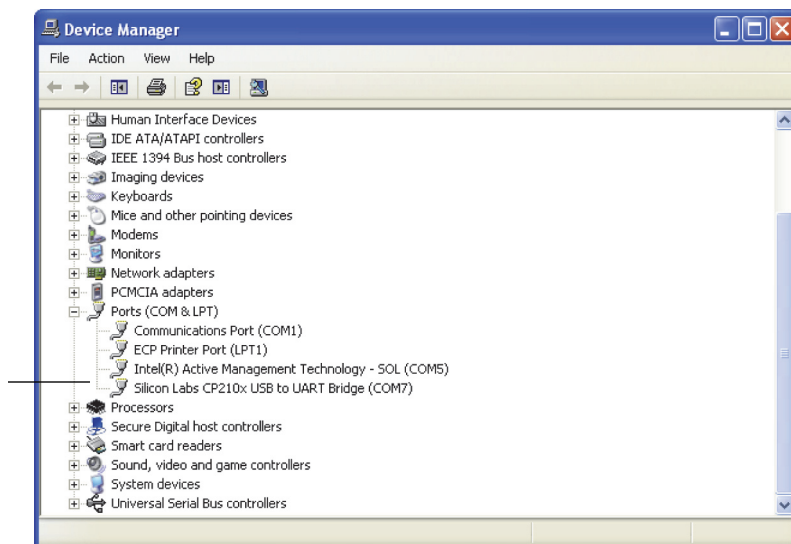 Device Manager
File Action View Help
Human Interface Devices
IDE ATA/ATAPI controllers
IEEE 1394 Bus host controllers
Imaging devices
Keyboards
Mice and other pointing devices
Modems
Monitors
Network adapters
PCMCIA adapters
Ports (COM & LPT)
Communications Port (COM1)
ECP Printer Port (LPT1)
Intel(R) Active Management Technology - SOL (COM5)
Silicon Labs CP210x USB to UART Bridge (COM7)
Processors
Secure Digital host controllers
Smart card readers
Sound, video and game controllers
System devices
Universal Serial Bus controllers